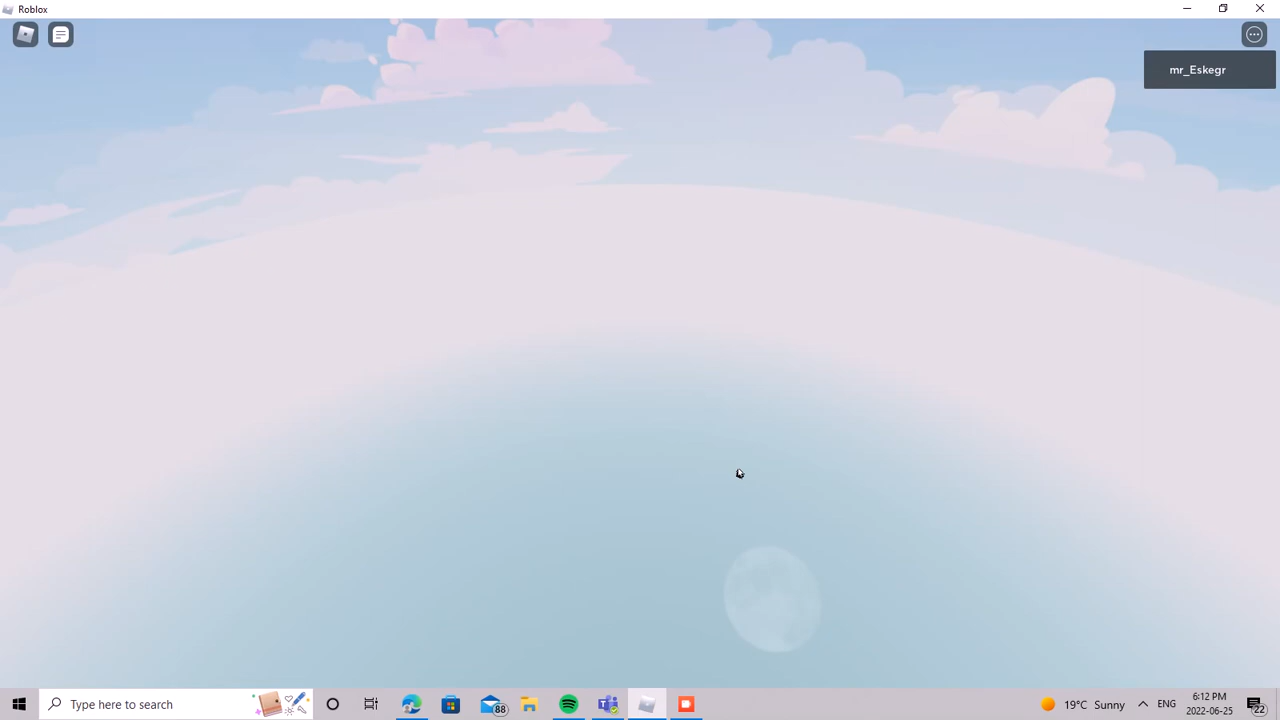 Roblox
mr_Eskegr
Type here to search
88
19°C Sunny
ENG
6:12 PM
2022-06-25
22